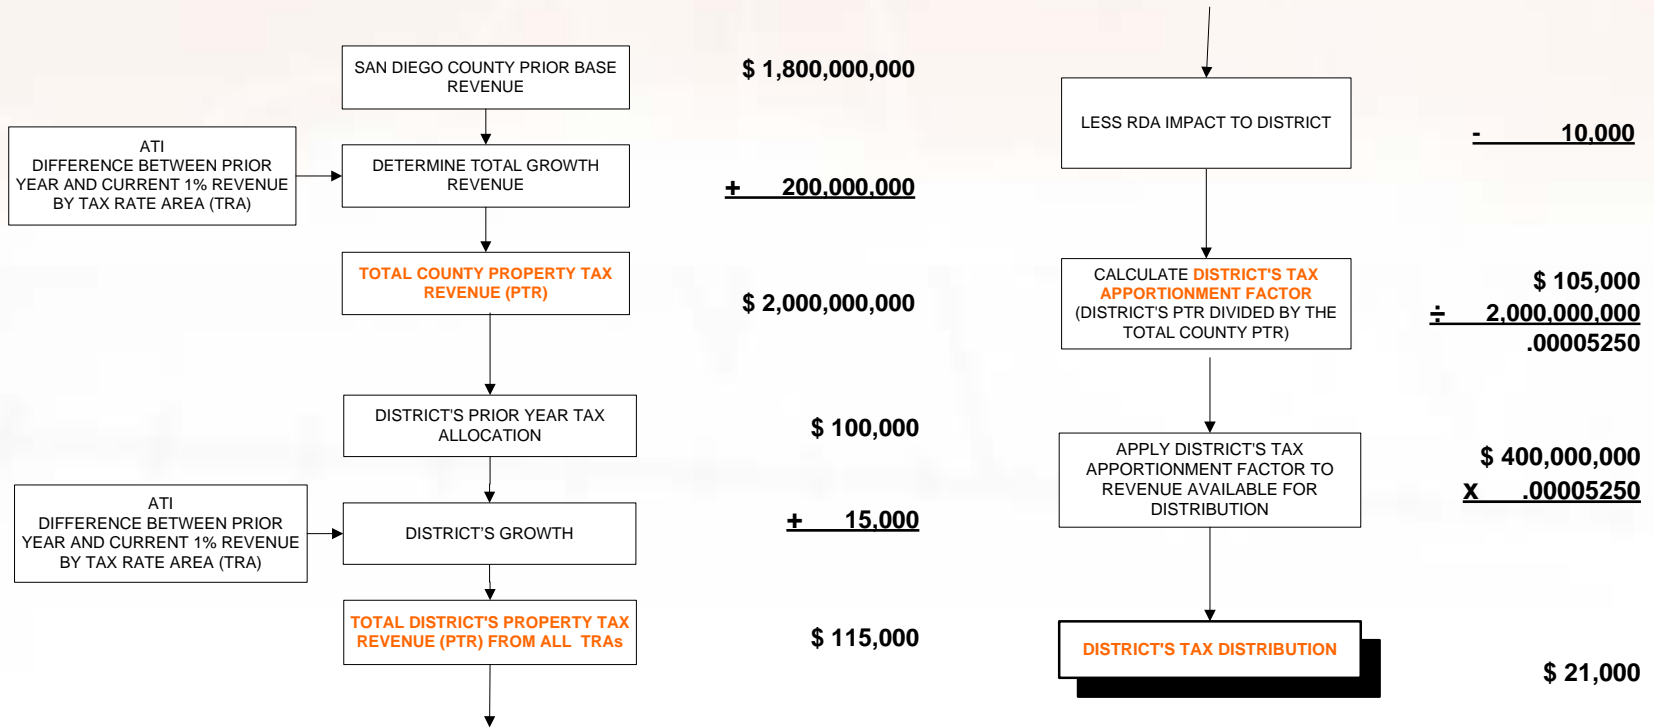 SAN DIEGO COUNTY PRIOR BASE
REVENUE
$ 1,800,000,000
ATI
DIFFERENCE BETWEEN PRIOR
YEAR AND CURRENT 1% REVENUE
BY TAX RATE AREA (TRA)
DETERMINE TOTAL GROWTH
REVENUE
+ 200,000,000
TOTAL COUNTY PROPERTY TAX
REVENUE (PTR)
$ 2,000,000,000
DISTRICT'S PRIOR YEAR TAX
ALLOCATION
$ 100,000
ATI
DIFFERENCE BETWEEN PRIOR
YEAR AND CURRENT 1% REVENUE
BY TAX RATE AREA (TRA)
DISTRICT'S GROWTH
+ 15,000
TOTAL DISTRICT'S PROPERTY TAX
REVENUE (PTR) FROM ALL TRAs
$ 115,000
LESS RDA IMPACT TO DISTRICT
- 10,000
CALCULATE DISTRICT'S TAX
APPORTIONMENT FACTOR
(DISTRICT'S PTR DIVIDED BY THE
TOTAL COUNTY PTR)
$ 105,000
÷ 2,000,000,000
.00005250
APPLY DISTRICT'S TAX
APPORTIONMENT FACTOR TO
REVENUE AVAILABLE FOR
DISTRIBUTION
$ 400,000,000
X .00005250
DISTRICT'S TAX DISTRIBUTION
$ 21,000